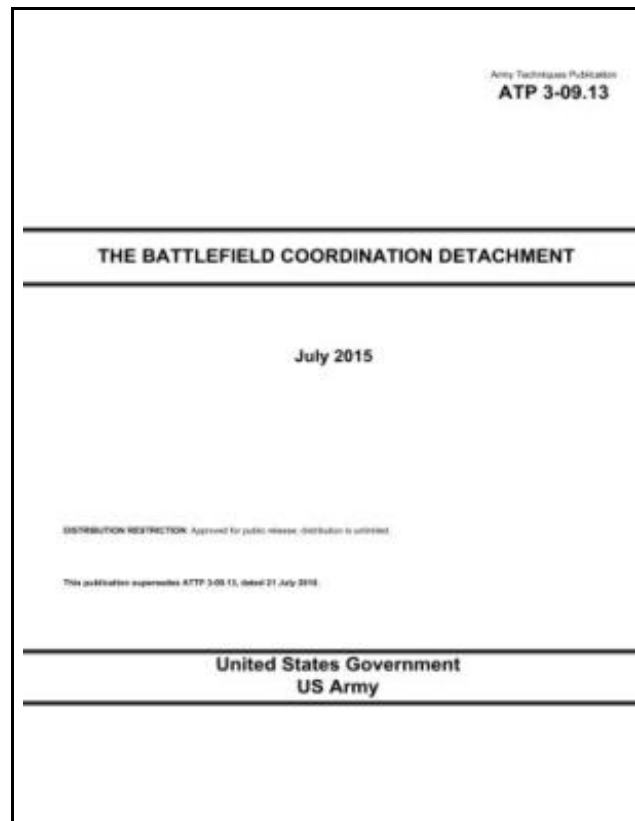 Army Techniques Publication
ATP 3-09.13
THE BATTLEFIELD COORDINATION DETACHMENT
July 2015
DISTRIBUTION RESTRICTION: Approved for public release; distribution is unlimited.
This publication supersedes ATTP 3-09.13, dated 21 July 2010.
United States Government
US Army